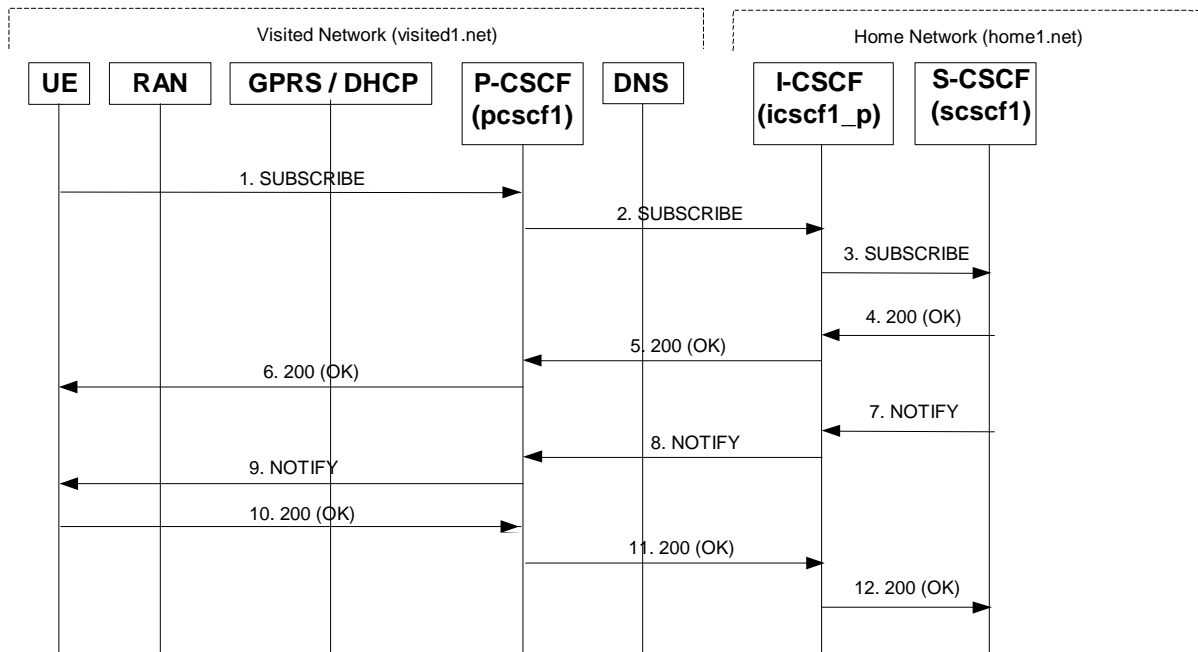 Visited Network (visited1.net)
Home Network (home1.net)
UE
RAN
GPRS / DHCP
P-CSCF
(pcscf1)
DNS
I-CSCF
(icscf1_p)
S-CSCF
(scscf1)
1. SUBSCRIBE
2. SUBSCRIBE
3. SUBSCRIBE
4. 200 (OK)
5. 200 (OK)
6. 200 (OK)
7. NOTIFY
8. NOTIFY
9. NOTIFY
10. 200 (OK)
11. 200 (OK)
12. 200 (OK)